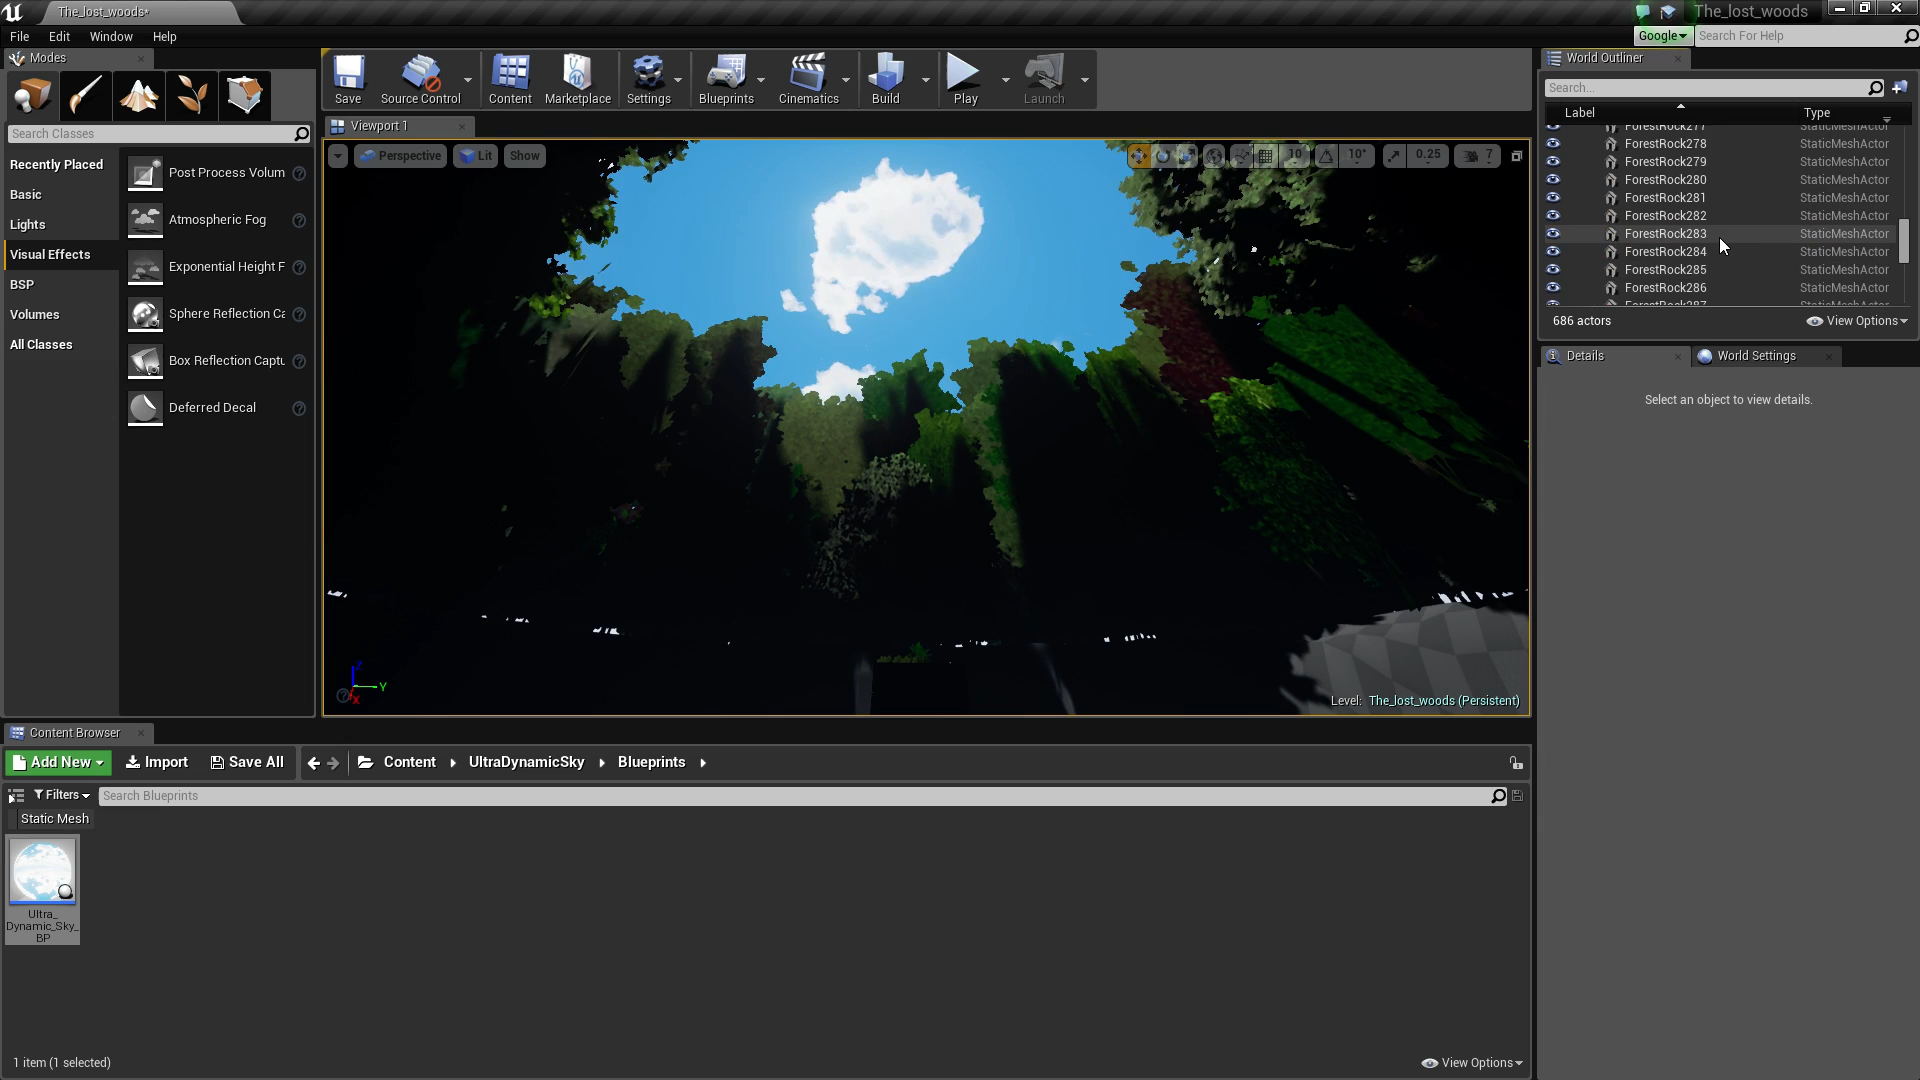 The_lost_woods*
The_lost_woods
File Edit Window Help
Google
Search For Help
Modes
Search Classes
Recently Placed
Basic
Lights
Visual Effects
BSP
Volumes
All Classes
Post Process Volum
Atmospheric Fog
Exponential Height F
Sphere Reflection Ca
Box Reflection Captu
Deferred Decal
Save
Source Control
Content
Marketplace
Settings
Blueprints
Cinematics
Build
Play
Launch
Viewport 1
Perspective
Lit
Show
10
10°
0.25
7
Z
Y
X
Level: The_lost_woods (Persistent)
World Outliner
Search...
Label Type
ForestRock277 StaticMeshActor
ForestRock278 StaticMeshActor
ForestRock279 StaticMeshActor
ForestRock280 StaticMeshActor
ForestRock281 StaticMeshActor
ForestRock282 StaticMeshActor
ForestRock283 StaticMeshActor
ForestRock284 StaticMeshActor
ForestRock285 StaticMeshActor
ForestRock286 StaticMeshActor
ForestRock287 StaticMeshActor
686 actors
View Options
Details
World Settings
Select an object to view details.
Content Browser
Add New
Import
Save All
Content
UltraDynamicSky
Blueprints
Filters
Search Blueprints
Static Mesh
Ultra_
Dynamic_Sky_
BP
1 item (1 selected)
View Options